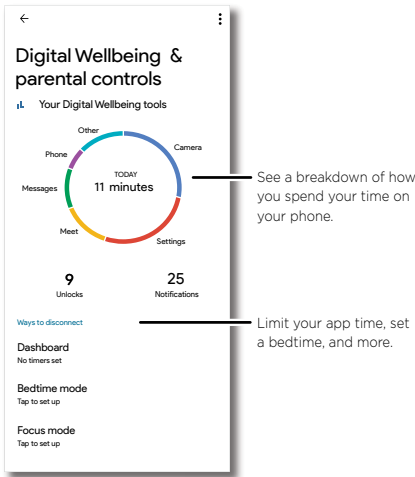 Digital Wellbeing &
parental controls
Your Digital Wellbeing tools
Other
Camera
Phone
TODAY
11 minutes
Messages
Meet
Settings
See a breakdown of how
you spend your time on
your phone.
9
Unlocks
25
Notifications
Ways to disconnect
Limit your app time, set
a bedtime, and more.
Dashboard
No timers set
Bedtime mode
Tap to set up
Focus mode
Tap to set up